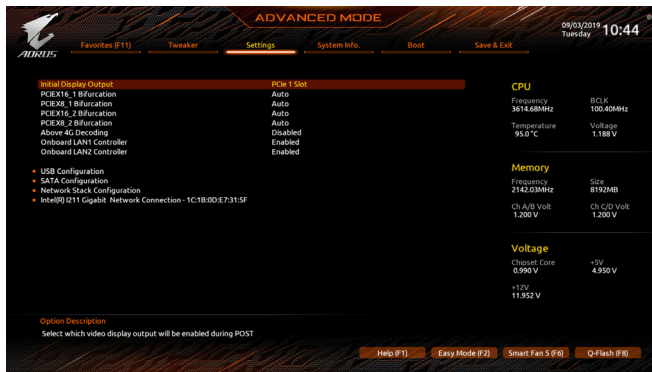 ADVANCED MODE
09/03/2019 Tuesday 10:44
AORUS
Favorites (F11) Tweaker Settings System Info. Boot Save & Exit
Initial Display Output PCIe 1 Slot
PCIEX16_1 Bifurcation Auto
PCIEX8_1 Bifurcation Auto
PCIEX16_2 Bifurcation Auto
PCIEX8_2 Bifurcation Auto
Above 4G Decoding Disabled
Onboard LAN1 Controller Enabled
Onboard LAN2 Controller Enabled
USB Configuration
SATA Configuration
Network Stack Configuration
Intel(R) I211 Gigabit Network Connection - 1C:1B:0D:E7:31:5F
CPU
Frequency BCLK
3614.68MHz 100.40MHz
Temperature Voltage
95.0 °C 1.188 V
Memory
Frequency Size
2142.03MHz 8192MB
Ch A/B Volt Ch C/D Volt
1.200 V 1.200 V
Voltage
Chipset Core +5V
0.990 V 4.950 V
+12V
11.952 V
Option Description
Select which video display output will be enabled during POST
Help (F1) Easy Mode (F2) Smart Fan 5 (F6) Q-Flash (F8)